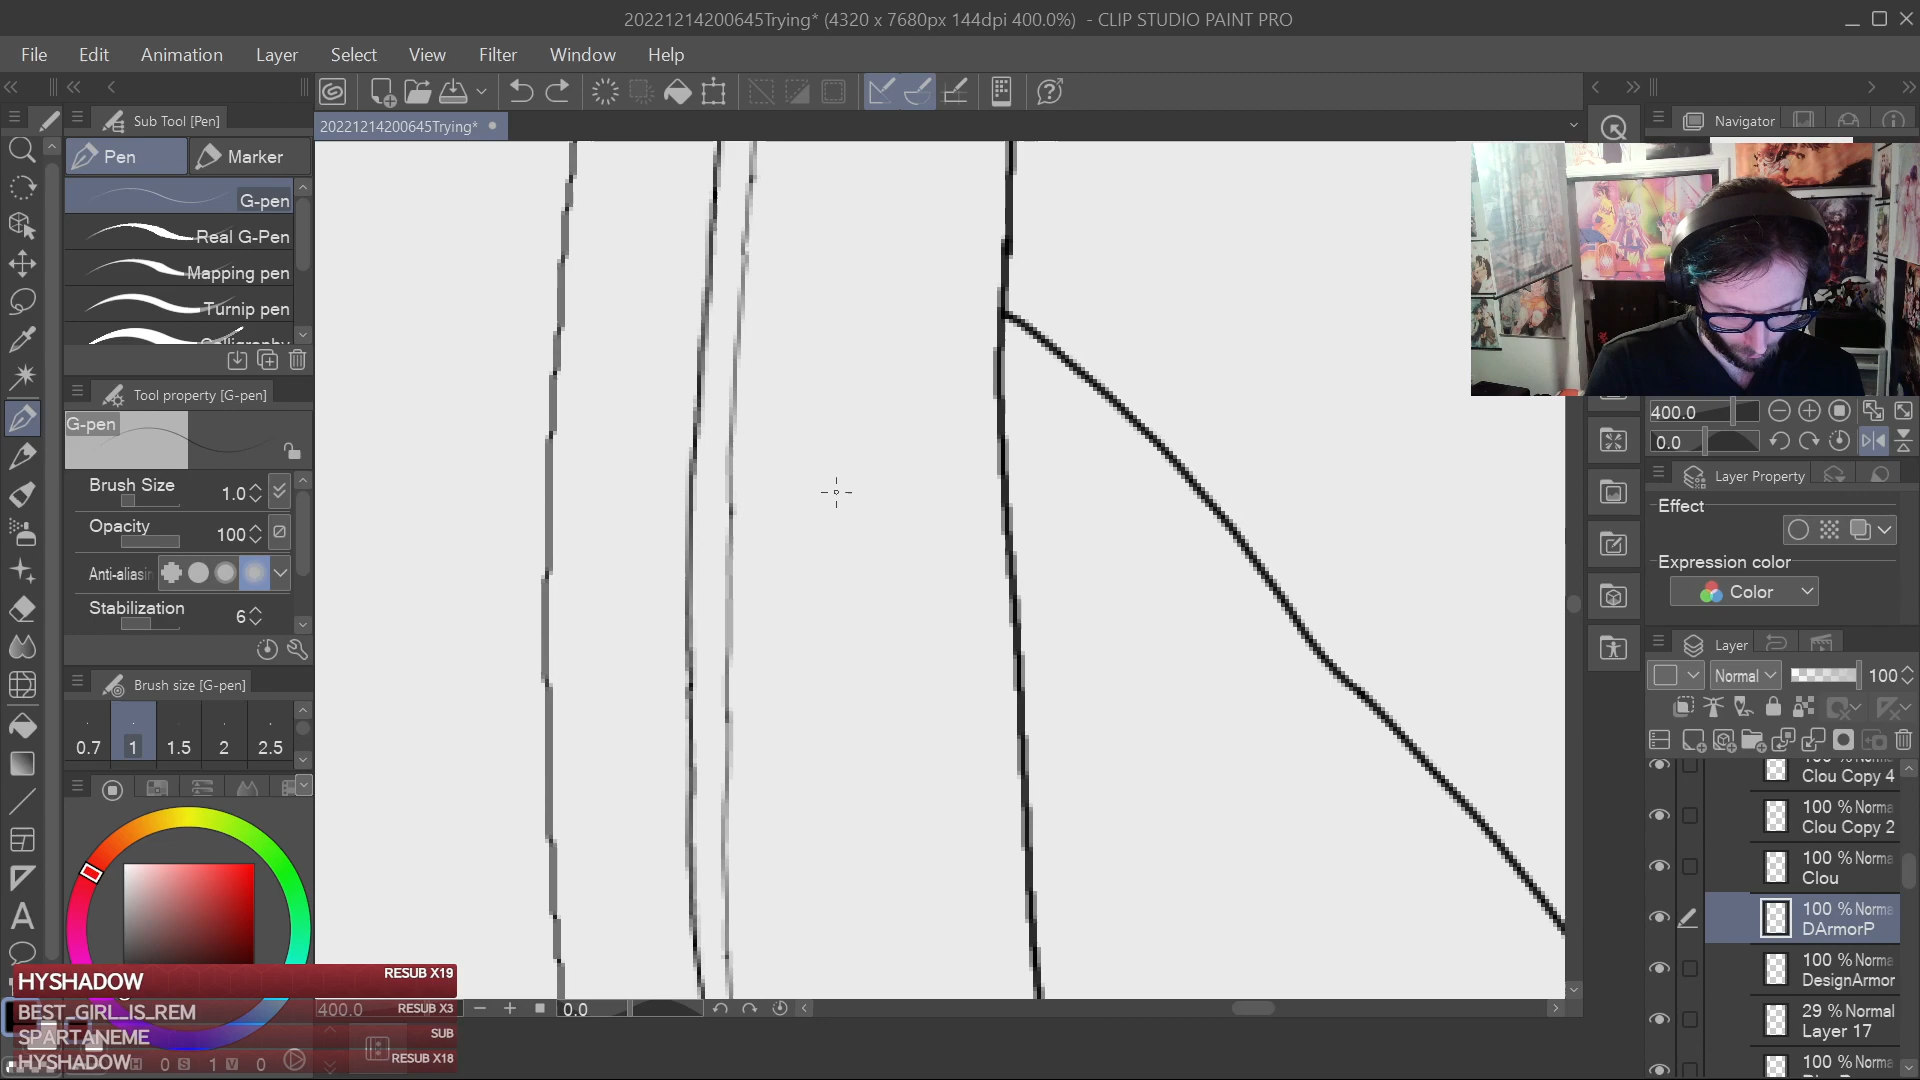 20221214200645Trying* (4320 x 7680px 144dpi 400.0%) - CLIP STUDIO PAINT PRO
File Edit Animation Layer Select View Filter Window Help
Sub Tool [Pen]
20221214200645Trying*
Navigator
Pen
Marker
G-pen
Real G-Pen
Mapping pen
Turnip pen
Tool property [G-pen]
G-pen
Brush Size 1.0
Opacity 100
Anti-aliasin
Stabilization 6
Brush size [G-pen]
0.7 1 1.5 2 2.5
400.0
0.0
Layer Property
Effect
Expression color
Color
Layer
Normal 100
Clou Copy 4
100 % Norma
Clou Copy 2
100 % Norma
Clou
100 % Norma
DArmorP
100 % Norma
DesignArmor
29 % Normal
Layer 17
100 % Norma
HYSHADOW RESUB X19
BEST_GIRL_IS_REM RESUB X3
SPARTANEME SUB
HYSHADOW RESUB X18
400.0
0.0
H 0 S 1 V 0